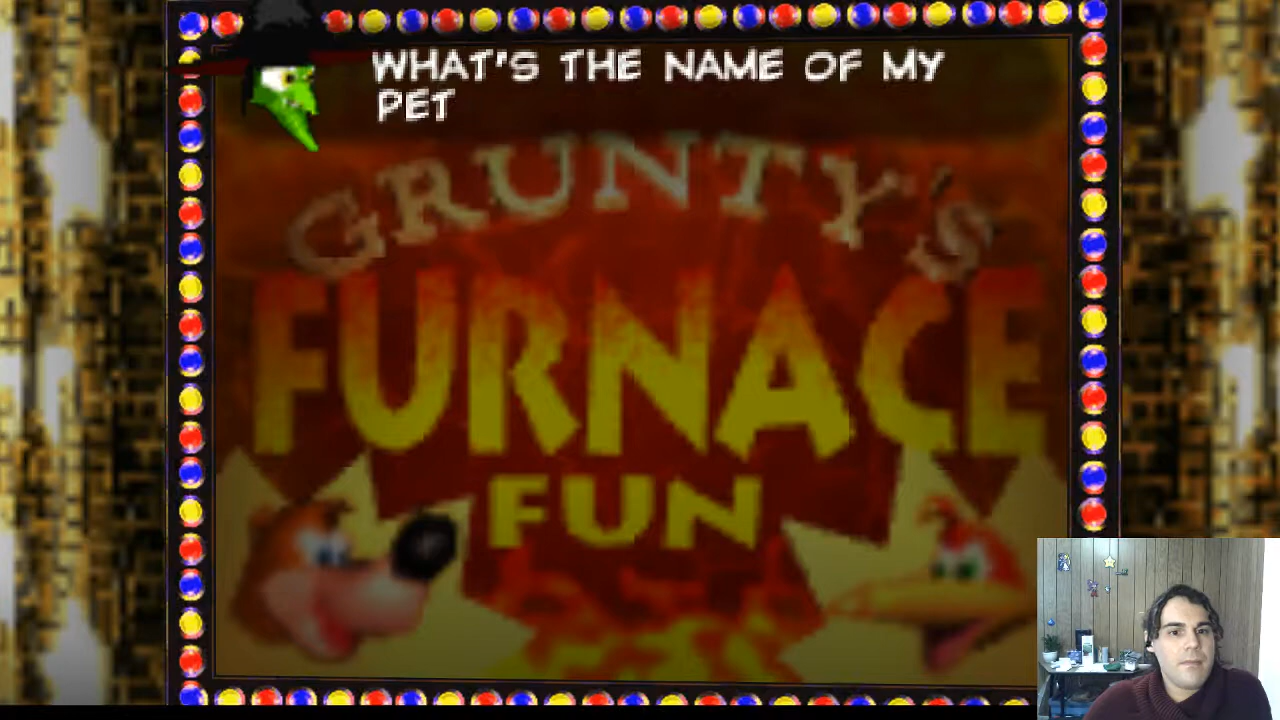 WHAT'S THE NAME OF MY
PET
GRUNTY'S
FURNACE
FUN